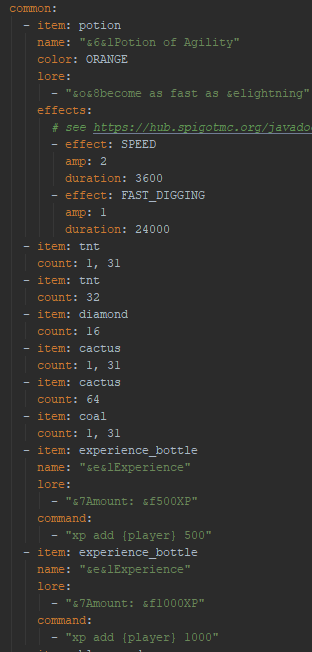 common:
- item: potion
name: "&6&lPotion of Agility"
color: ORANGE
lore:
- "&o&8become as fast as &elightning"
effects:
# see https://hub.spigotmc.org/javado
- effect: SPEED
amp: 2
duration: 3600
- effect: FAST_DIGGING
amp: 1
duration: 24000
- item: tnt
count: 1, 31
- item: tnt
count: 32
- item: diamond
count: 16
- item: cactus
count: 1, 31
- item: cactus
count: 64
- item: coal
count: 1, 31
- item: experience_bottle
name: "&e&lExperience"
lore:
- "&7Amount: &f500XP"
command:
- "xp add {player} 500"
- item: experience_bottle
name: "&e&lExperience"
lore:
- "&7Amount: &f1000XP"
command:
- "xp add {player} 1000"